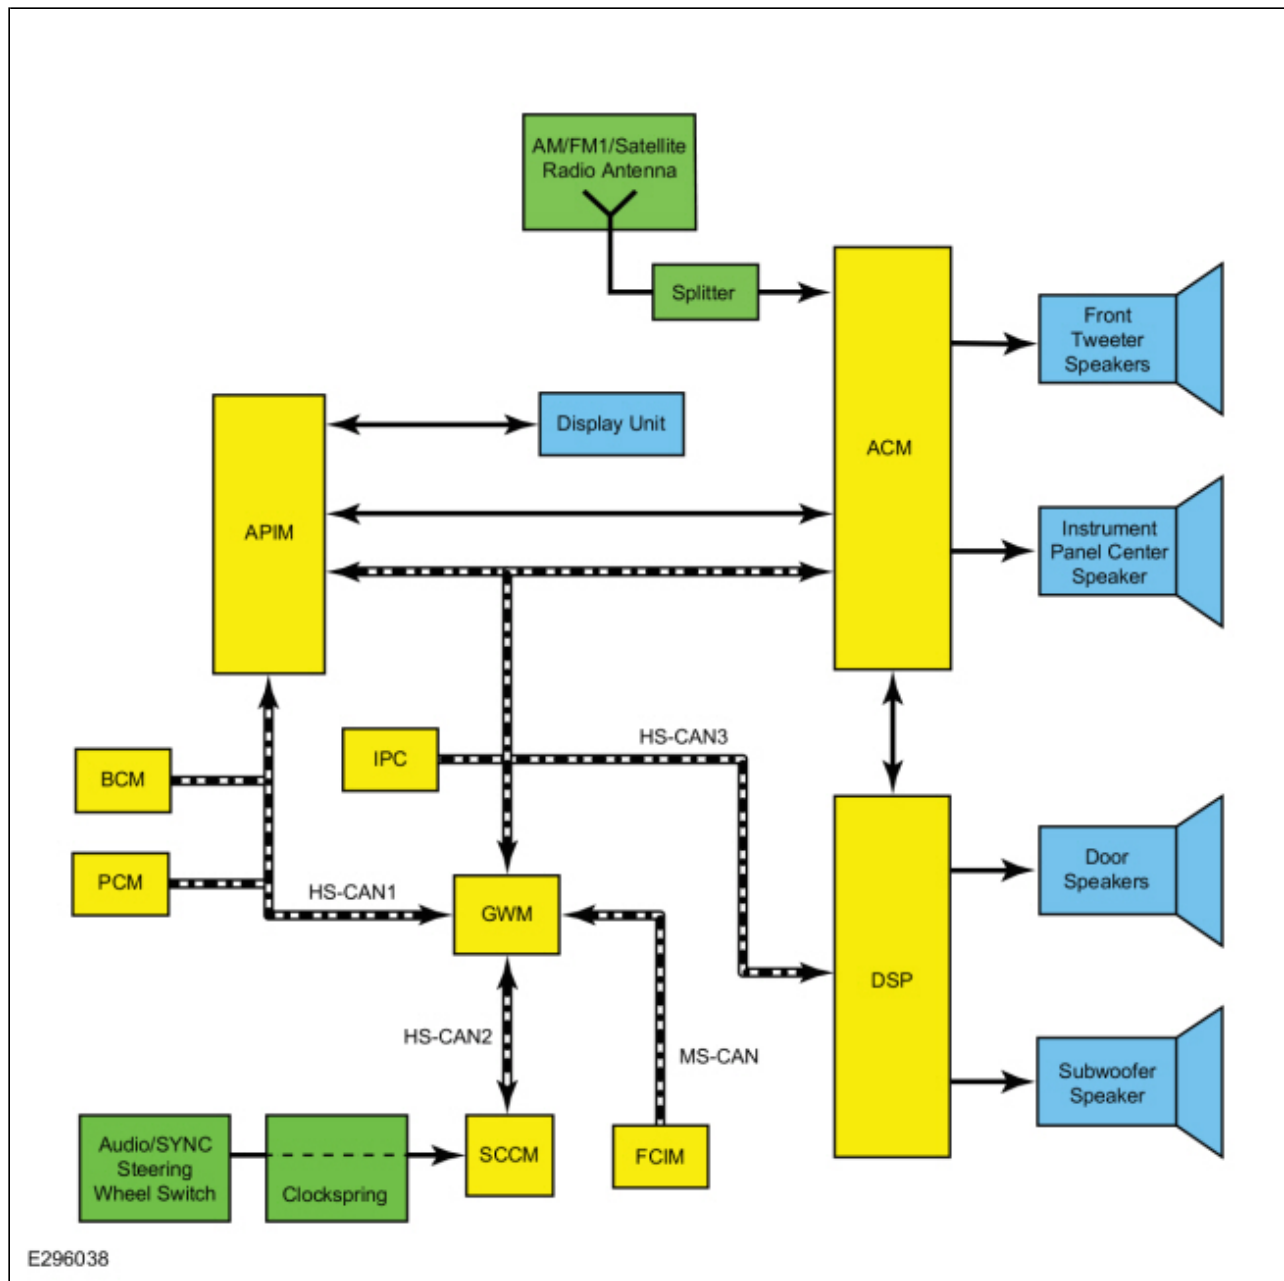 AM/FM1/Satellite
Radio Antenna
Splitter
Front
Tweeter
Speakers
Display Unit
ACM
APIM
Instrument
Panel Center
Speaker
HS-CAN3
IPC
BCM
PCM
HS-CAN1
GWM
Door
Speakers
DSP
HS-CAN2
MS-CAN
Subwoofer
Speaker
Audio/SYNC
Steering
Wheel Switch
Clockspring
SCCM
FCIM
E296038